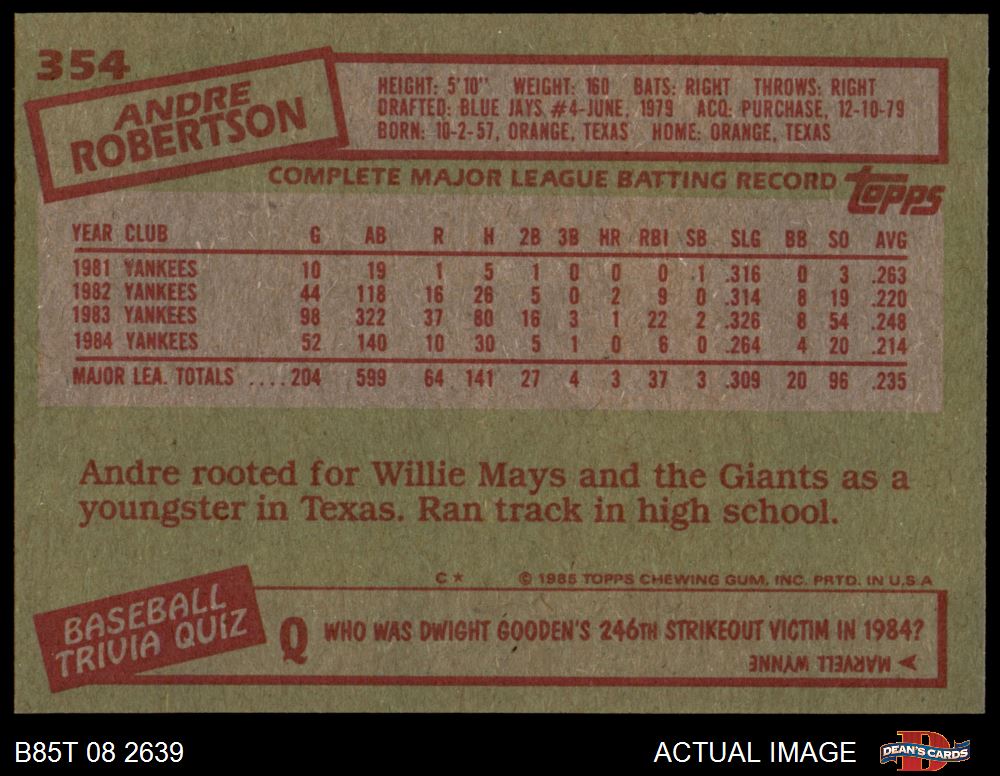 354
ANDRE
ROBERTSON
HEIGHT: 5'10" WEIGHT: 160 BATS: RIGHT THROWS: RIGHT
DRAFTED: BLUE JAYS #4-JUNE, 1979 ACQ: PURCHASE, 12-10-79
BORN: 10-2-57, ORANGE, TEXAS HOME: ORANGE, TEXAS
COMPLETE MAJOR LEAGUE BATTING RECORD topps
YEAR CLUB G AB R H 2B 3B HR RBI SB SLG BB SO AVG
1981 YANKEES 10 19 1 5 1 0 0 0 1 .316 0 3 .263
1982 YANKEES 44 118 16 26 5 0 2 9 0 .314 8 19 .220
1983 YANKEES 98 322 37 80 16 3 1 22 2 .326 8 54 .248
1984 YANKEES 52 140 10 30 5 1 0 6 0 .264 4 20 .214
MAJOR LEA. TOTALS ....204 599 64 141 27 4 3 37 3 .309 20 96 .235
Andre rooted for Willie Mays and the Giants as a
youngster in Texas. Ran track in high school.
C* © 1985 TOPPS CHEWING GUM, INC. PRTD. IN U.S.A
BASEBALL
TRIVIA QUIZ
Q WHO WAS DWIGHT GOODEN'S 246TH STRIKEOUT VICTIM IN 1984?
MARVELL WYNNE
B85T 08 2639 ACTUAL IMAGE DEAN'S CARDS